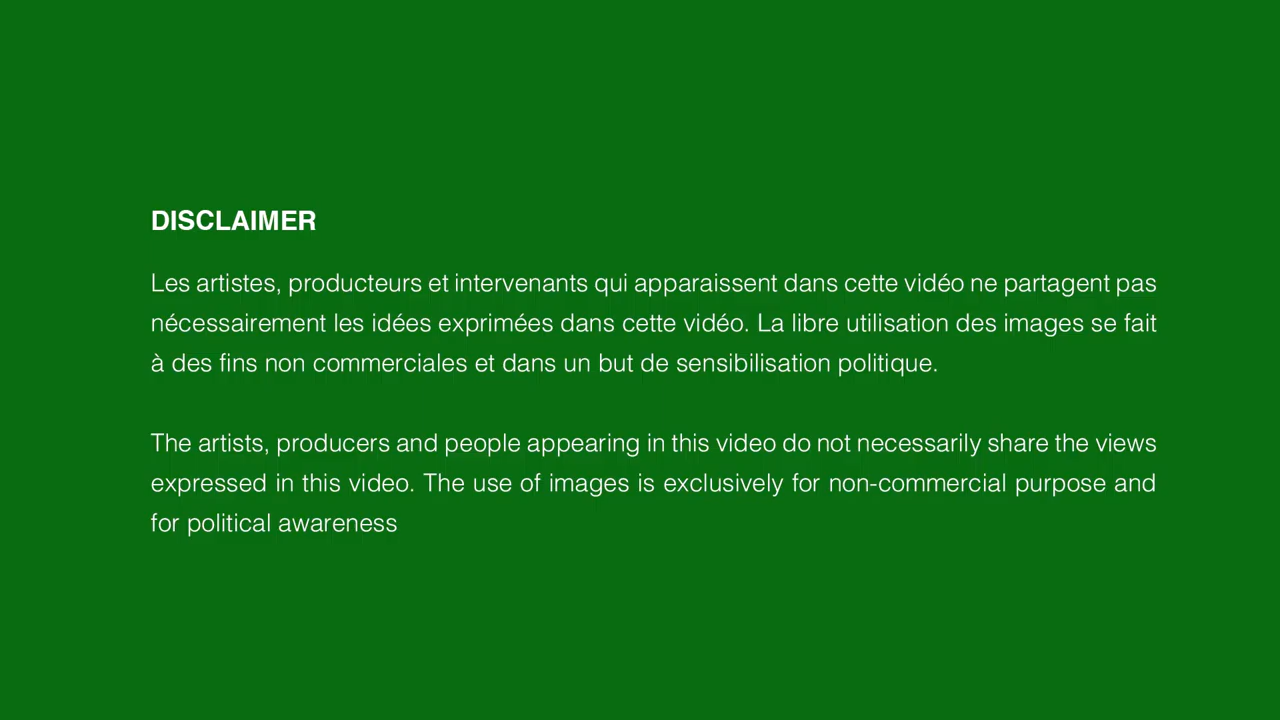 DISCLAIMER
Les artistes, producteurs et intervenants qui apparaissent dans cette vidéo ne partagent pas
nécessairement les idées exprimées dans cette vidéo. La libre utilisation des images se fait
à des fins non commerciales et dans un but de sensibilisation politique.
The artists, producers and people appearing in this video do not necessarily share the views
expressed in this video. The use of images is exclusively for non-commercial purpose and
for political awareness